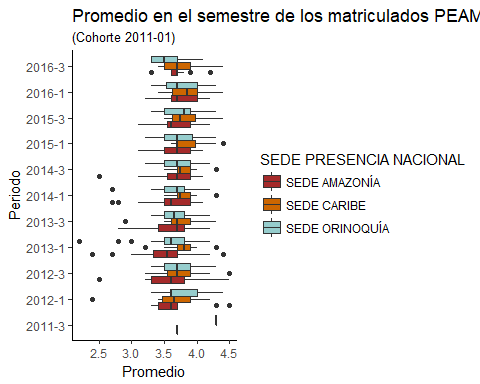 Promedio en el semestre de los matriculados PEAM
(Cohorte 2011-01)
Periodo
2016-3
2016-1
2015-3
2015-1
2014-3
2014-1
2013-3
2013-1
2012-3
2012-1
2011-3
2.5 3.0 3.5 4.0 4.5
Promedio
SEDE PRESENCIA NACIONAL
SEDE AMAZONÍA
SEDE CARIBE
SEDE ORINOQUÍA